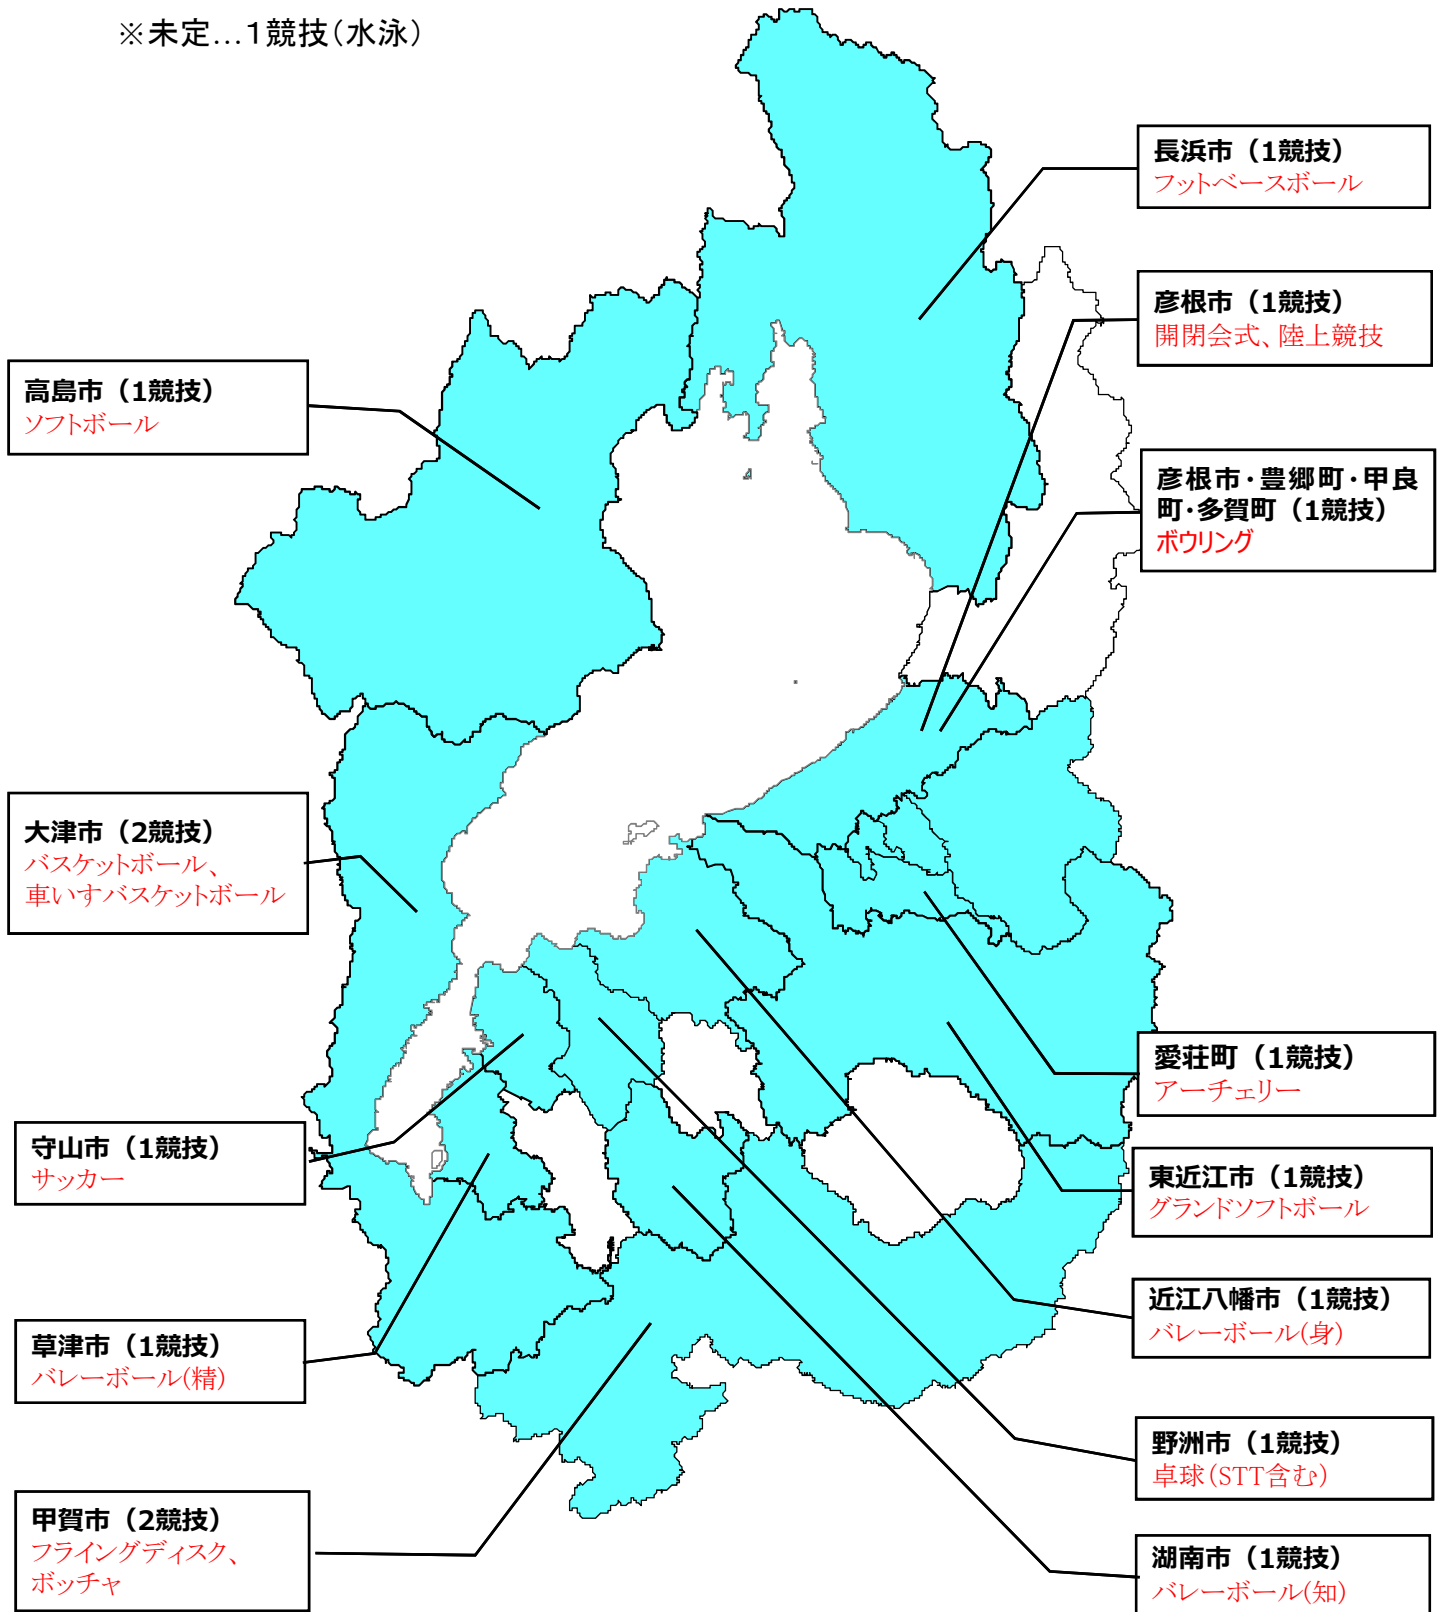 ※未定…1競技(水泳)
長浜市（1競技）
フットベースボール
彦根市（1競技）
開閉会式、陸上競技
高島市（1競技）
ソフトボール
彦根市・豊郷町・甲良
町・多賀町（1競技）
ボウリング
大津市（2競技）
バスケットボール、
車いすバスケットボール
愛荘町（1競技）
アーチェリー
守山市（1競技）
サッカー
東近江市（1競技）
グランドソフトボール
近江八幡市（1競技）
バレーボール(身)
草津市（1競技）
バレーボール(精)
野洲市（1競技）
卓球(STT含む)
甲賀市（2競技）
フライングディスク、
ボッチャ
湖南市（1競技）
バレーボール(知)